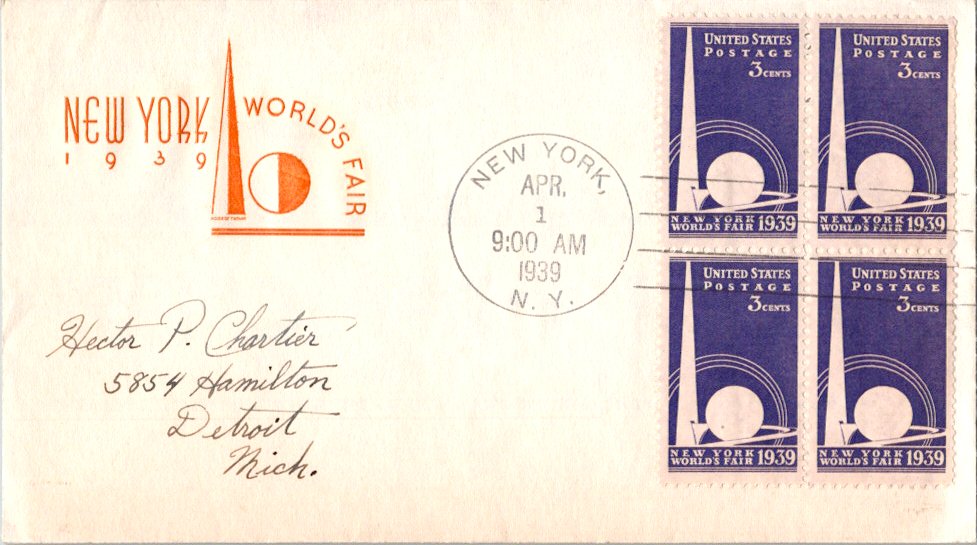 NEW YORK
1939
WORLD'S FAIR
NEW YORK,
APR.
1
9:00 AM
1939
N. Y.
UNITED STATES
POSTAGE
3 CENTS
NEW YORK
WORLD'S FAIR 1939
UNITED STATES
POSTAGE
3 CENTS
NEW YORK
WORLD'S FAIR 1939
UNITED STATES
POSTAGE
3 CENTS
NEW YORK
WORLD'S FAIR 1939
UNITED STATES
POSTAGE
3 CENTS
NEW YORK
WORLD'S FAIR 1939
Hector P. Chartier
5854 Hamilton
Detroit
Mich.